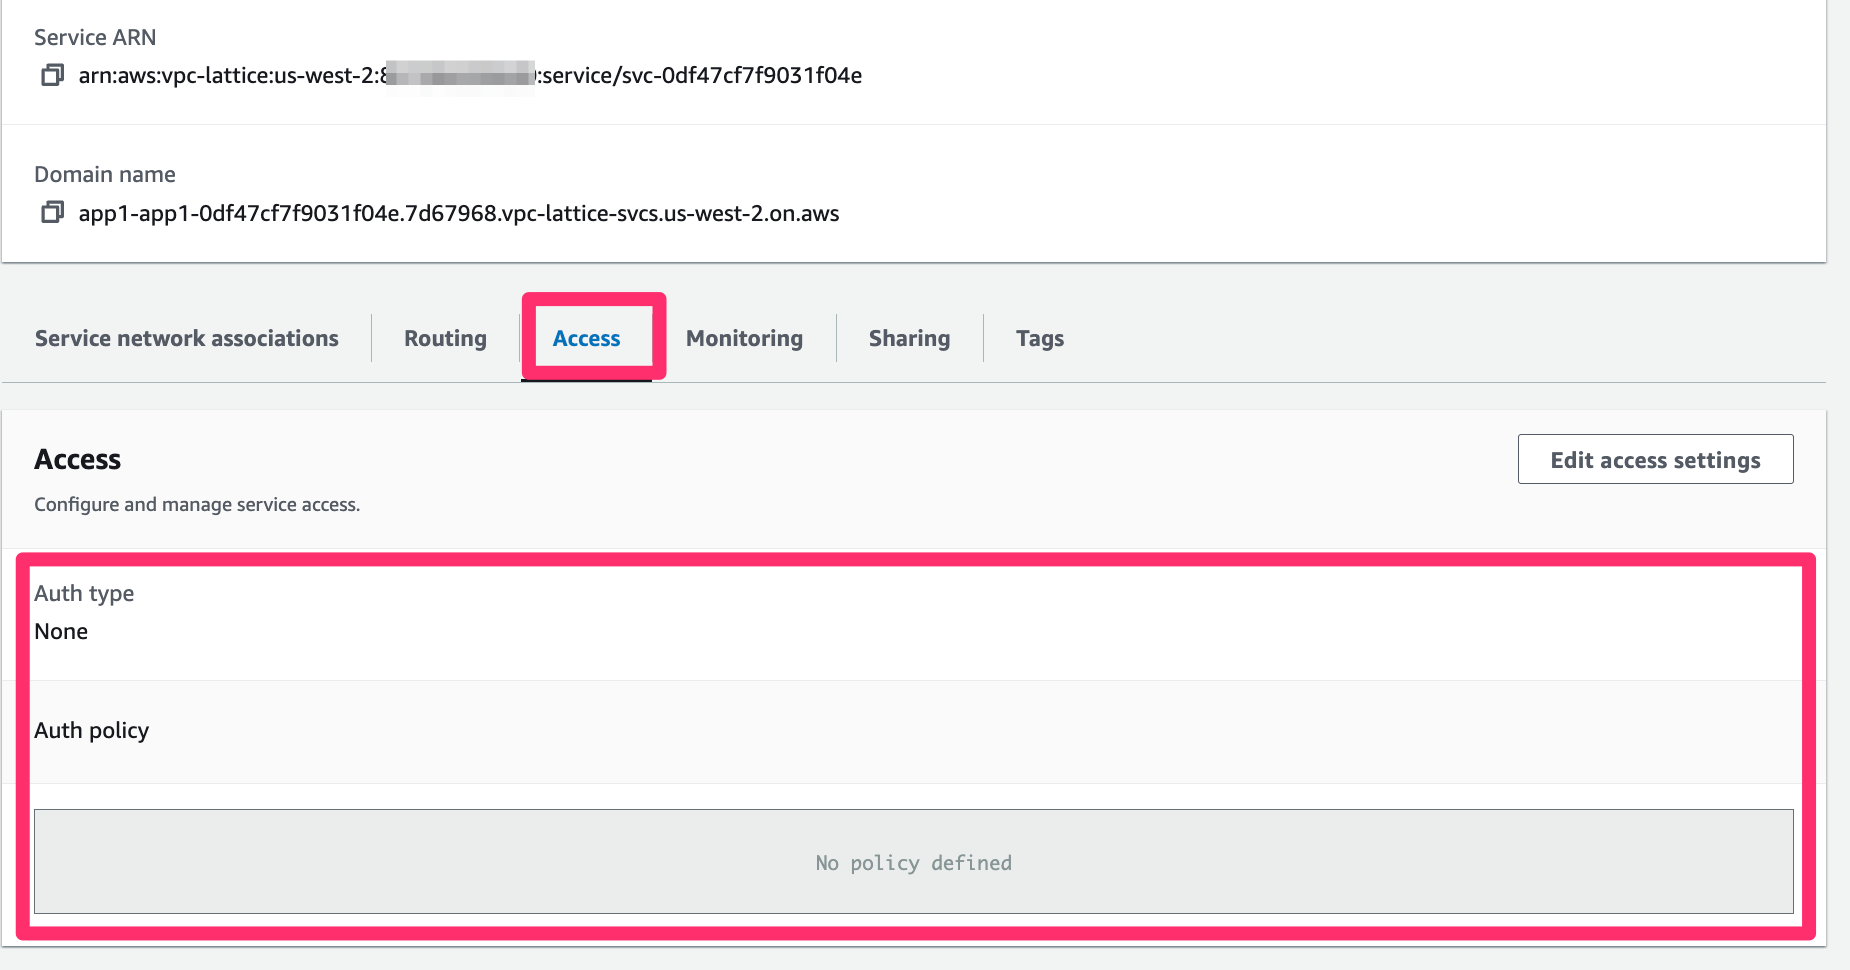 Service ARN
arn:aws:vpc-lattice:us-west-2: :service/svc-0df47cf7f9031f04e
Domain name
app1-app1-0df47cf7f9031f04e.7d67968.vpc-lattice-svcs.us-west-2.on.aws
Service network associations Routing Access Monitoring Sharing Tags
Access
Edit access settings
Configure and manage service access.
Auth type
None
Auth policy
No policy defined